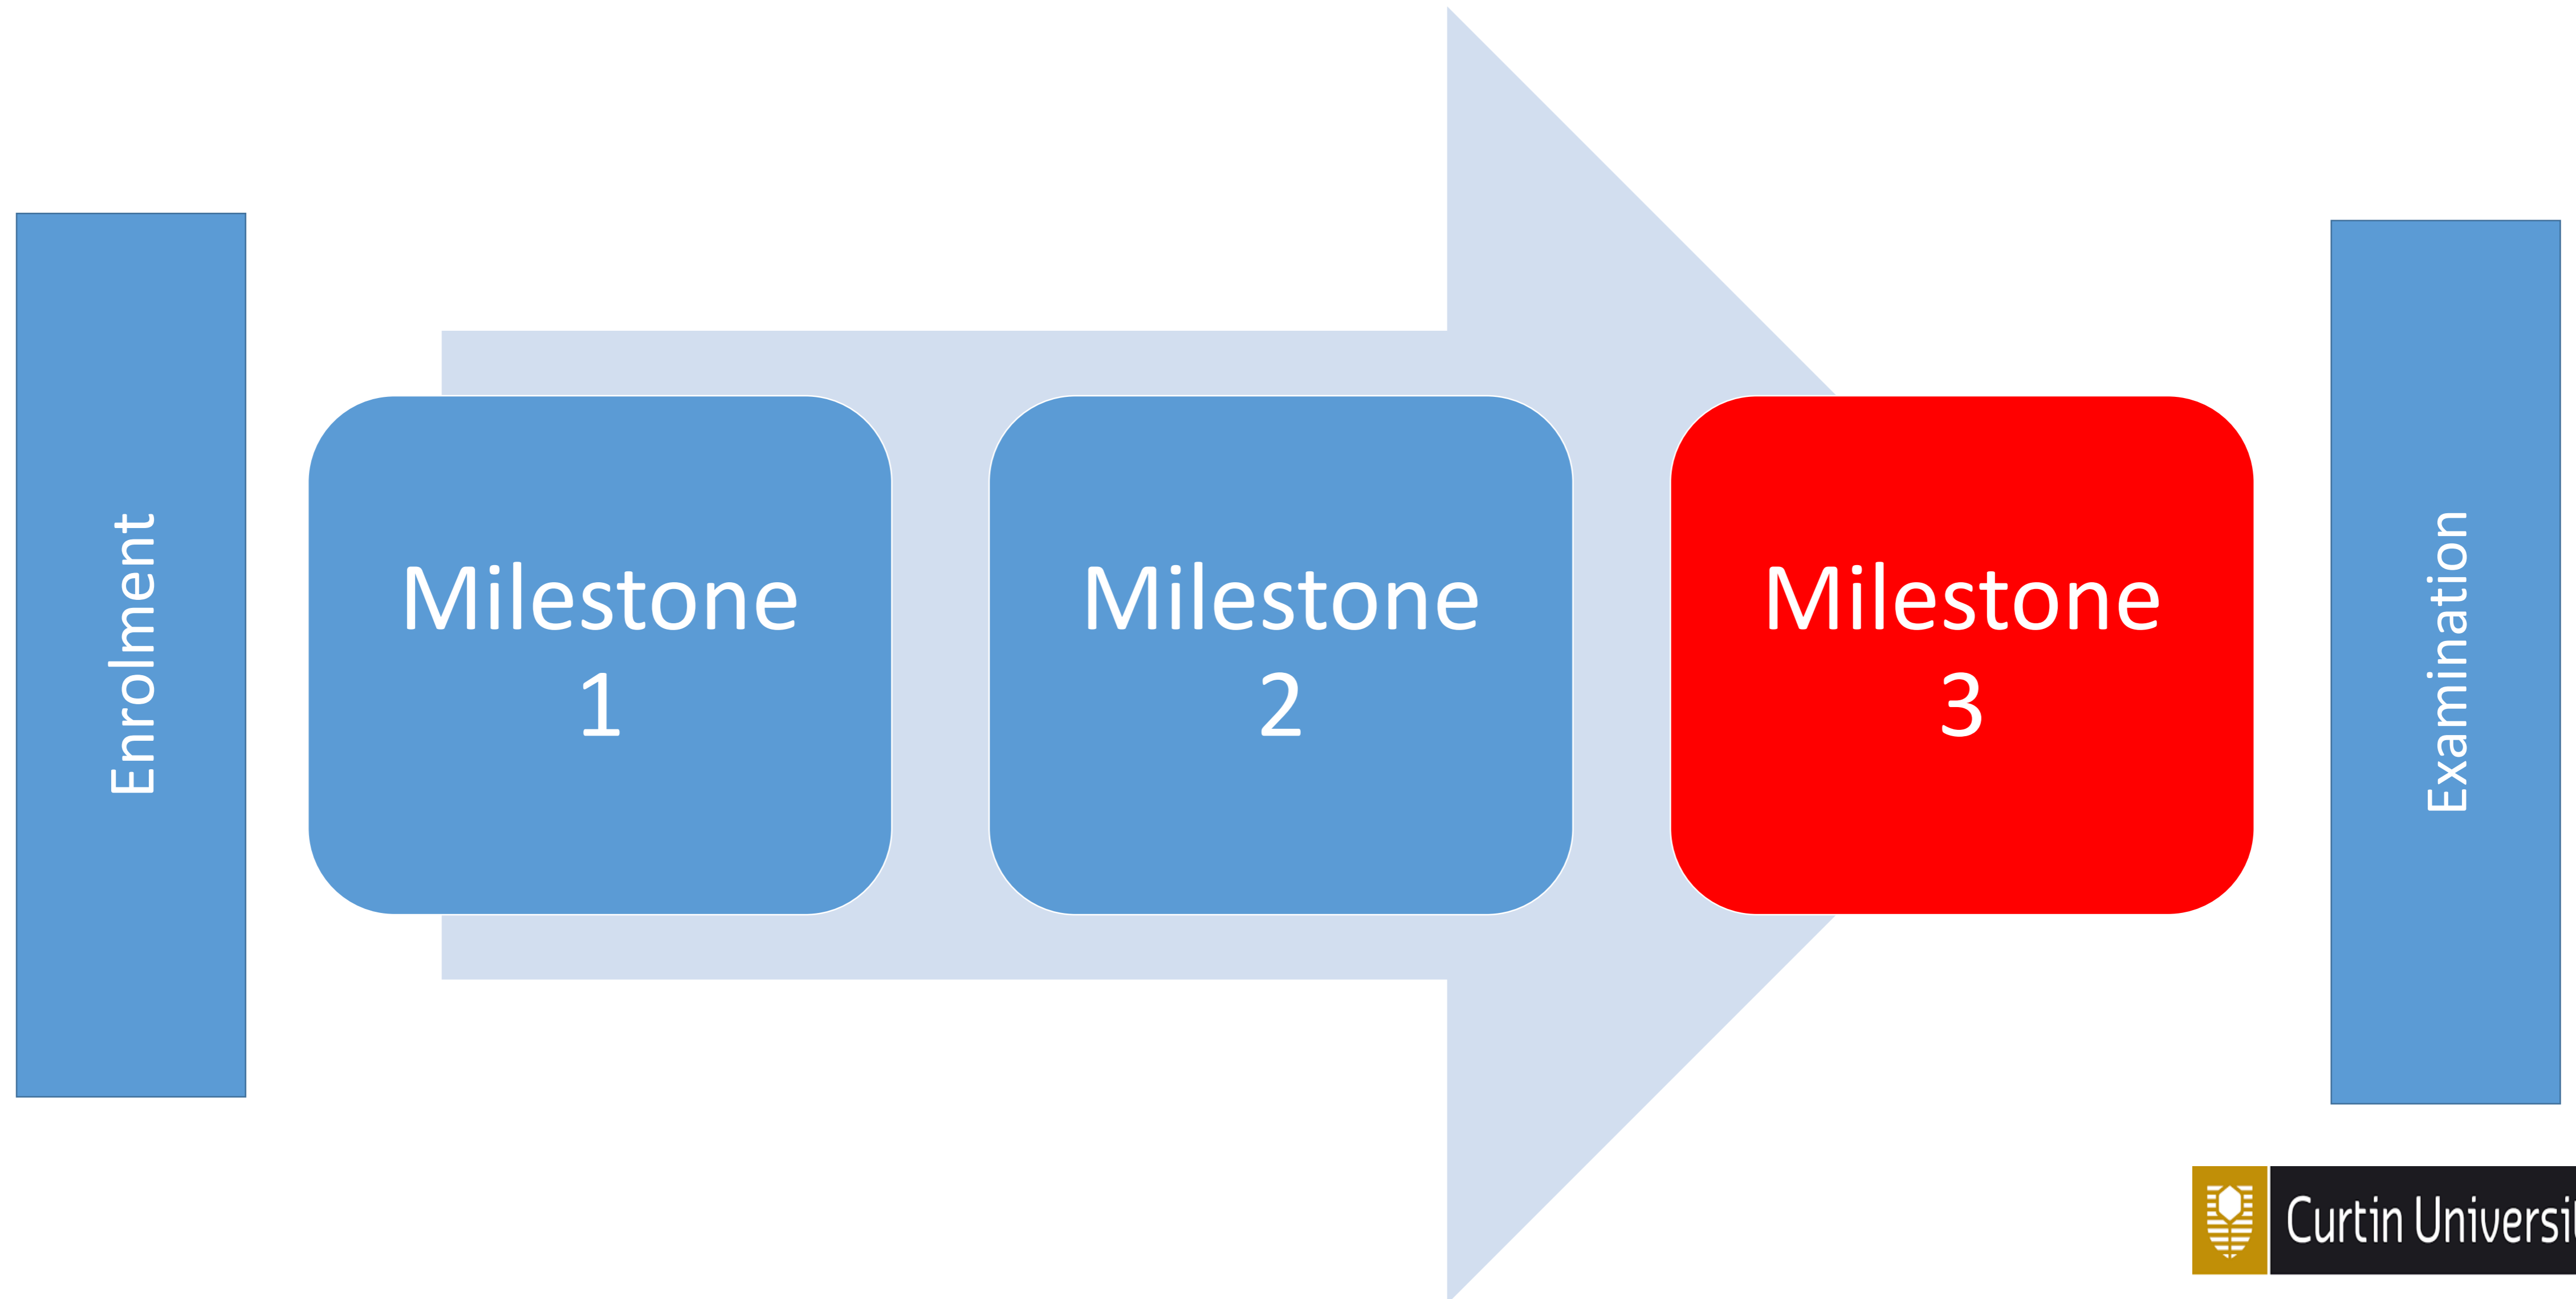 Enrolment
Milestone
1
Milestone
2
Milestone
3
Examination
Curtin Universi